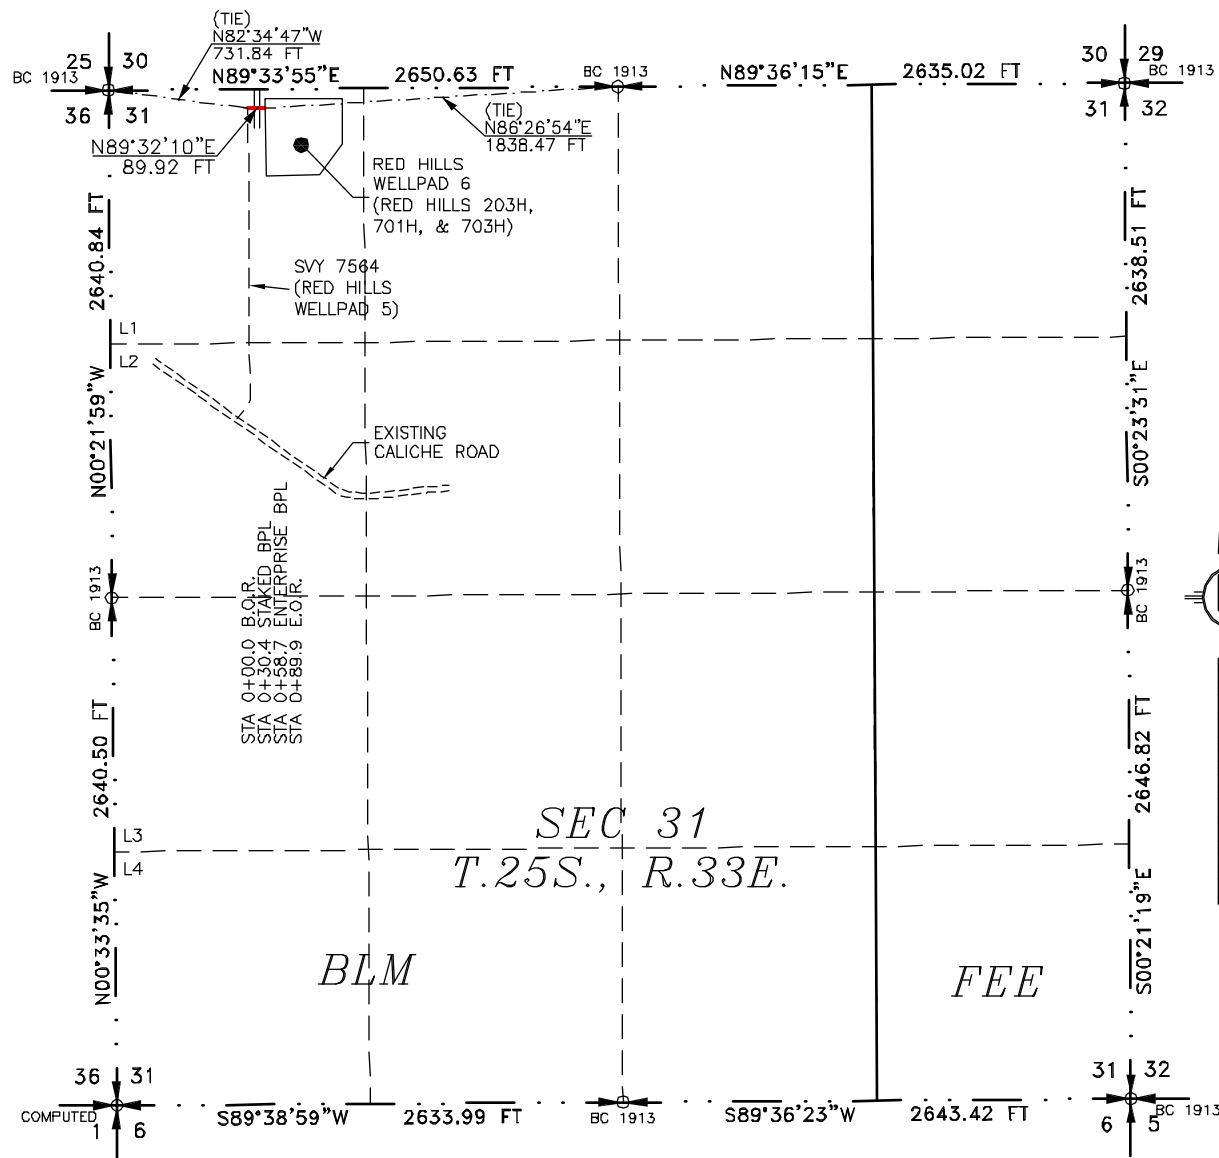 (TIE)
N82°34'47"W
731.84 FT
25 30
36 31
BC 1913
N89°33'55"E 2650.63 FT
BC 1913
N89°36'15"E 2635.02 FT
30 29
31 32
BC 1913
(TIE)
N86°26'54"E
1838.47 FT
N89°32'10"E
89.92 FT
RED HILLS
WELLPAD 6
(RED HILLS 203H,
701H, & 703H)
SVY 7564
(RED HILLS
WELLPAD 5)
N00°21'59"W 2640.84 FT
L1
L2
S00°23'31"E 2638.51 FT
EXISTING
CALICHE ROAD
STA 0+00.0 B.O.R.
STA 0+30.4 STAKED BPL
STA 0+58.7 ENTERPRISE BPL
STA 0+89.9 E.O.R.
BC 1913
BC 1913
N00°33'35"W 2640.50 FT
L3
L4
S00°21'19"E 2646.82 FT
SEC 31
T.25S., R.33E.
BLM
FEE
36 31
1 6
COMPUTED
S89°38'59"W 2633.99 FT
BC 1913
S89°36'23"W 2643.42 FT
31 32
6 5
BC 1913